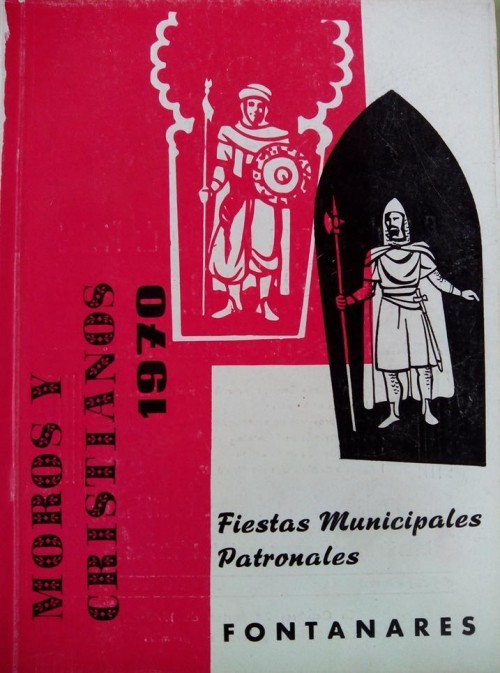 MOROS Y
CRISTIANOS
1970
Fiestas Municipales
Patronales
FONTANARES